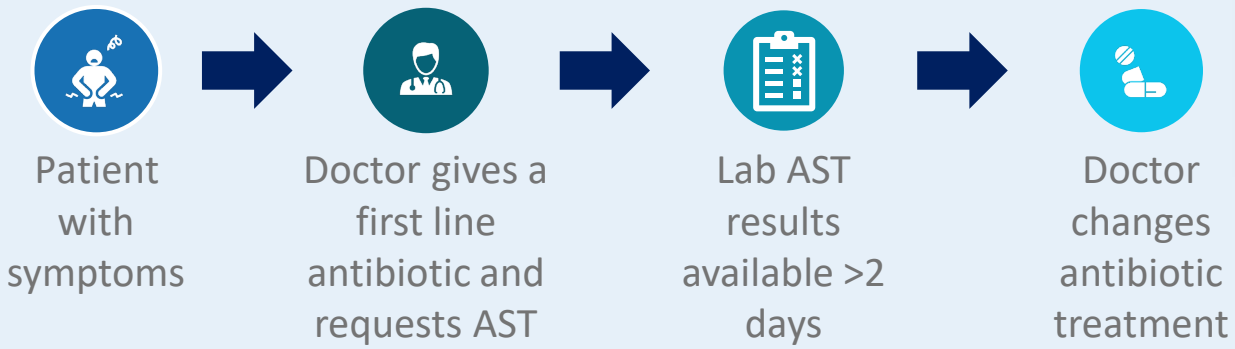 Patient
with
symptoms
Doctor gives a
first line
antibiotic and
requests AST
Lab AST
results
available >2
days
Doctor
changes
antibiotic
treatment